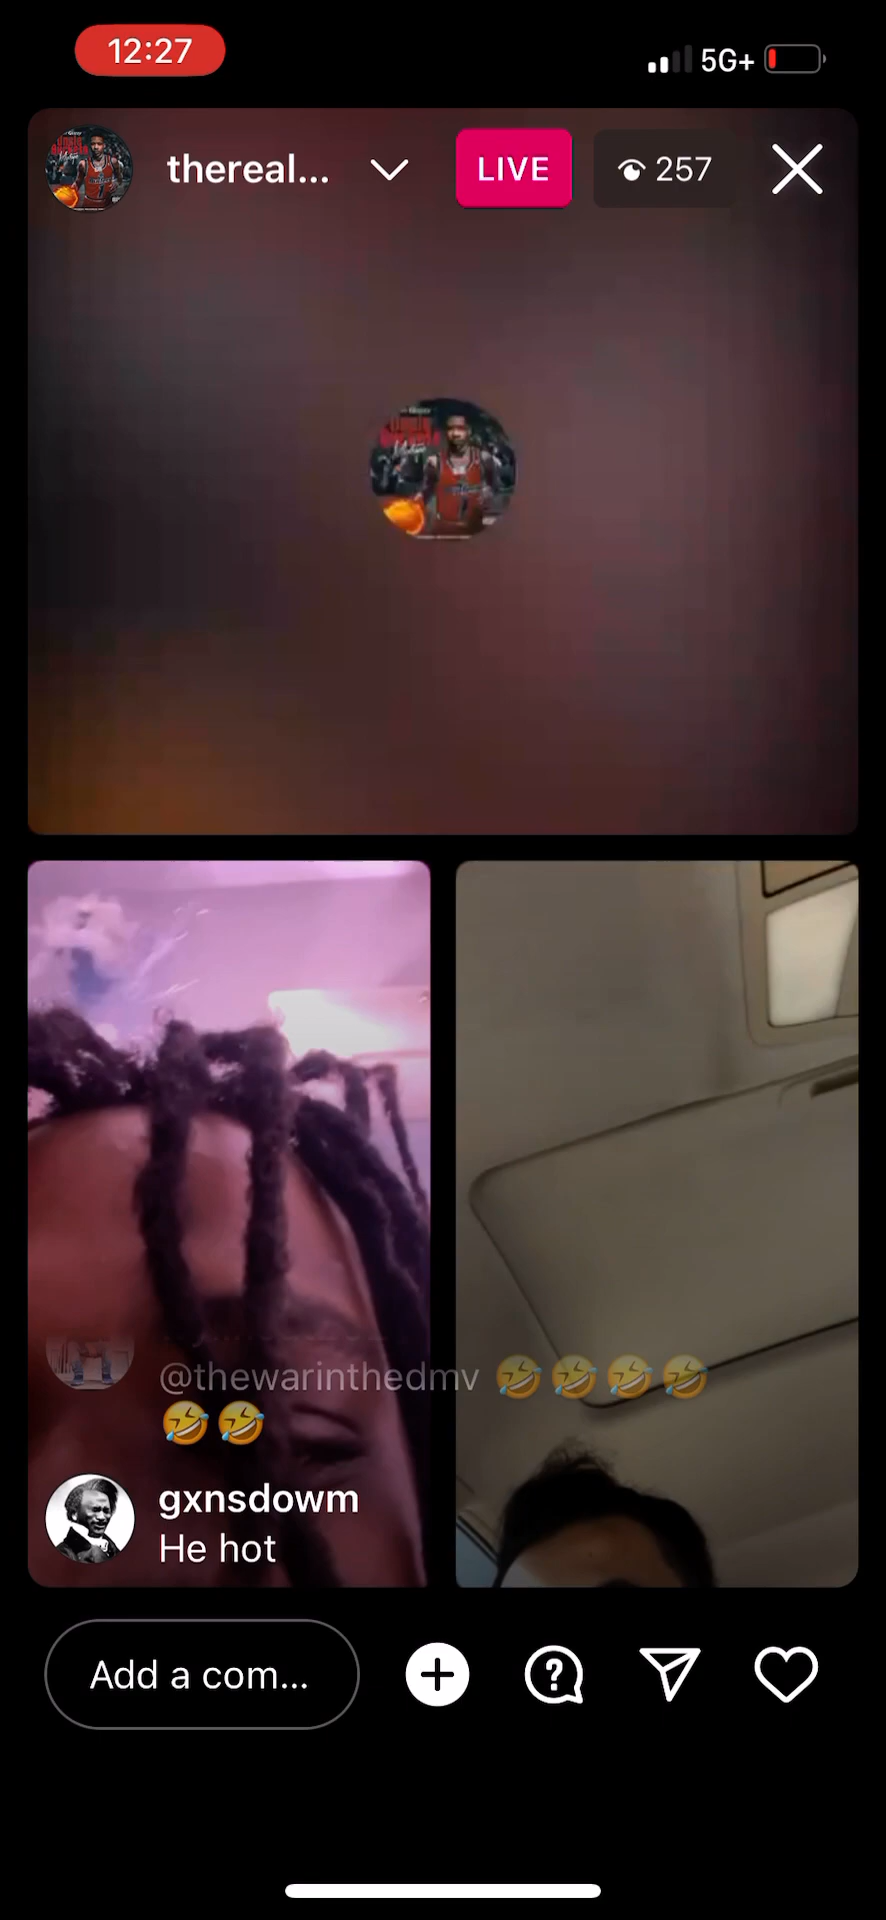 12:27
5G+
thereal...
LIVE
257
@thewarinthedmv 🤣🤣🤣🤣
🤣🤣
gxnsdowm
He hot
Add a com...